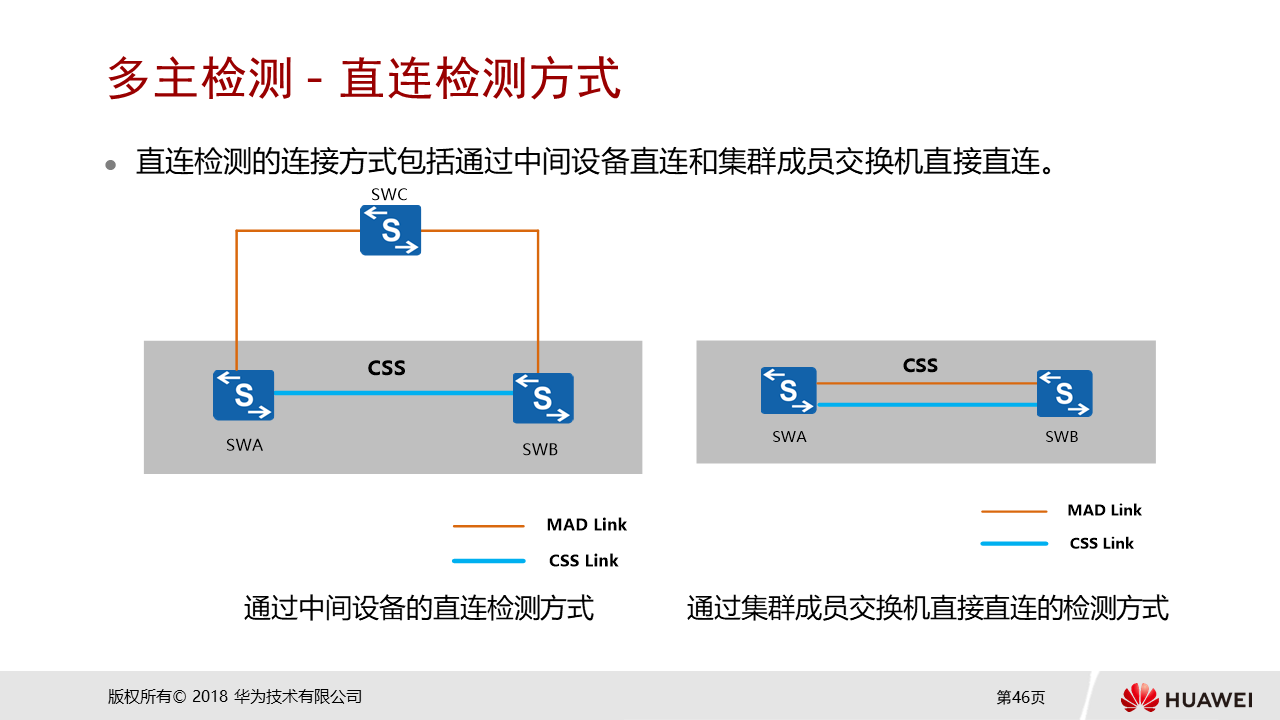 多主检测 - 直连检测方式
直连检测的连接方式包括通过中间设备直连和集群成员交换机直接直连。
SWC
S
CSS
S
S
SWA
SWB
MAD Link
CSS Link
通过中间设备的直连检测方式
CSS
S
S
SWA
SWB
MAD Link
CSS Link
通过集群成员交换机直接直连的检测方式
版权所有© 2018 华为技术有限公司
第46页
HUAWEI